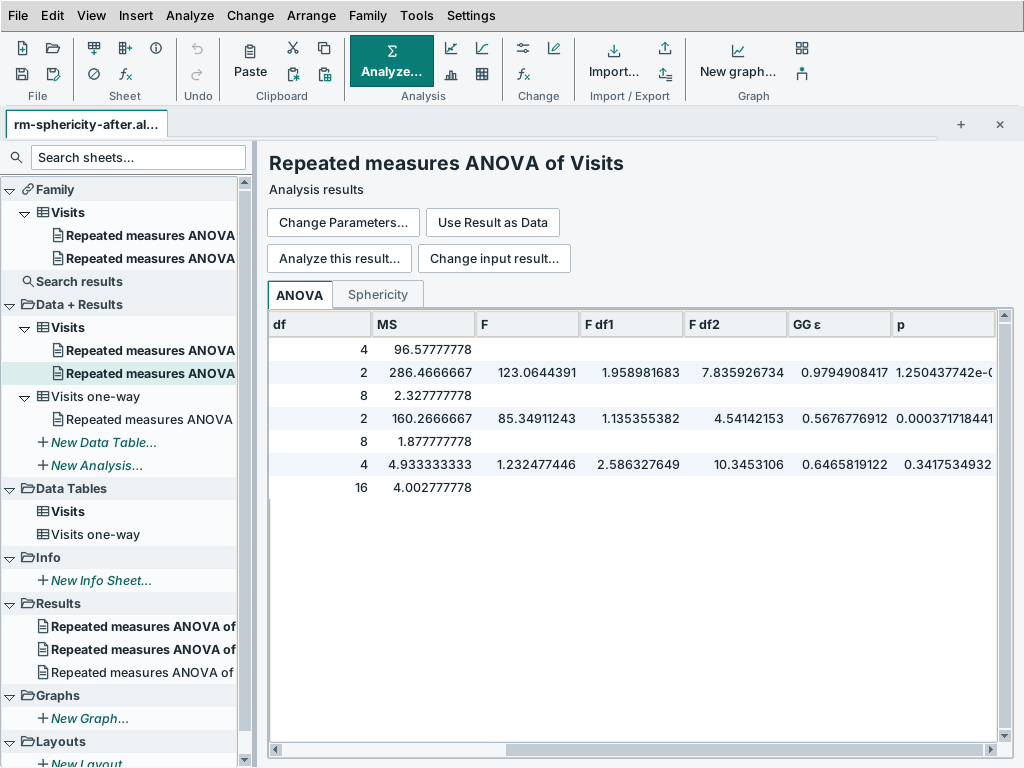 File Edit View Insert Analyze Change Arrange Family Tools Settings
Paste
Analyze...
Import...
New graph...
File Sheet Undo Clipboard Analysis Change Import / Export Graph
rm-sphericity-after.al...
Search sheets...
Family
Visits
Repeated measures ANOVA
Repeated measures ANOVA
Search results
Data + Results
Visits
Repeated measures ANOVA
Repeated measures ANOVA
Visits one-way
Repeated measures ANOVA
New Data Table...
New Analysis...
Data Tables
Visits
Visits one-way
Info
New Info Sheet...
Results
Repeated measures ANOVA of
Repeated measures ANOVA of
Repeated measures ANOVA of
Graphs
New Graph...
Layouts
New Layout
Repeated measures ANOVA of Visits
Analysis results
Change Parameters... Use Result as Data
Analyze this result... Change input result...
ANOVA Sphericity
df MS F F df1 F df2 GG ε p
4 96.57777778
2 286.4666667 123.0644391 1.958981683 7.835926734 0.9794908417 1.250437742e-0
8 2.327777778
2 160.2666667 85.34911243 1.135355382 4.54142153 0.5676776912 0.000371718441
8 1.877777778
4 4.933333333 1.232477446 2.586327649 10.3453106 0.6465819122 0.3417534932
16 4.002777778